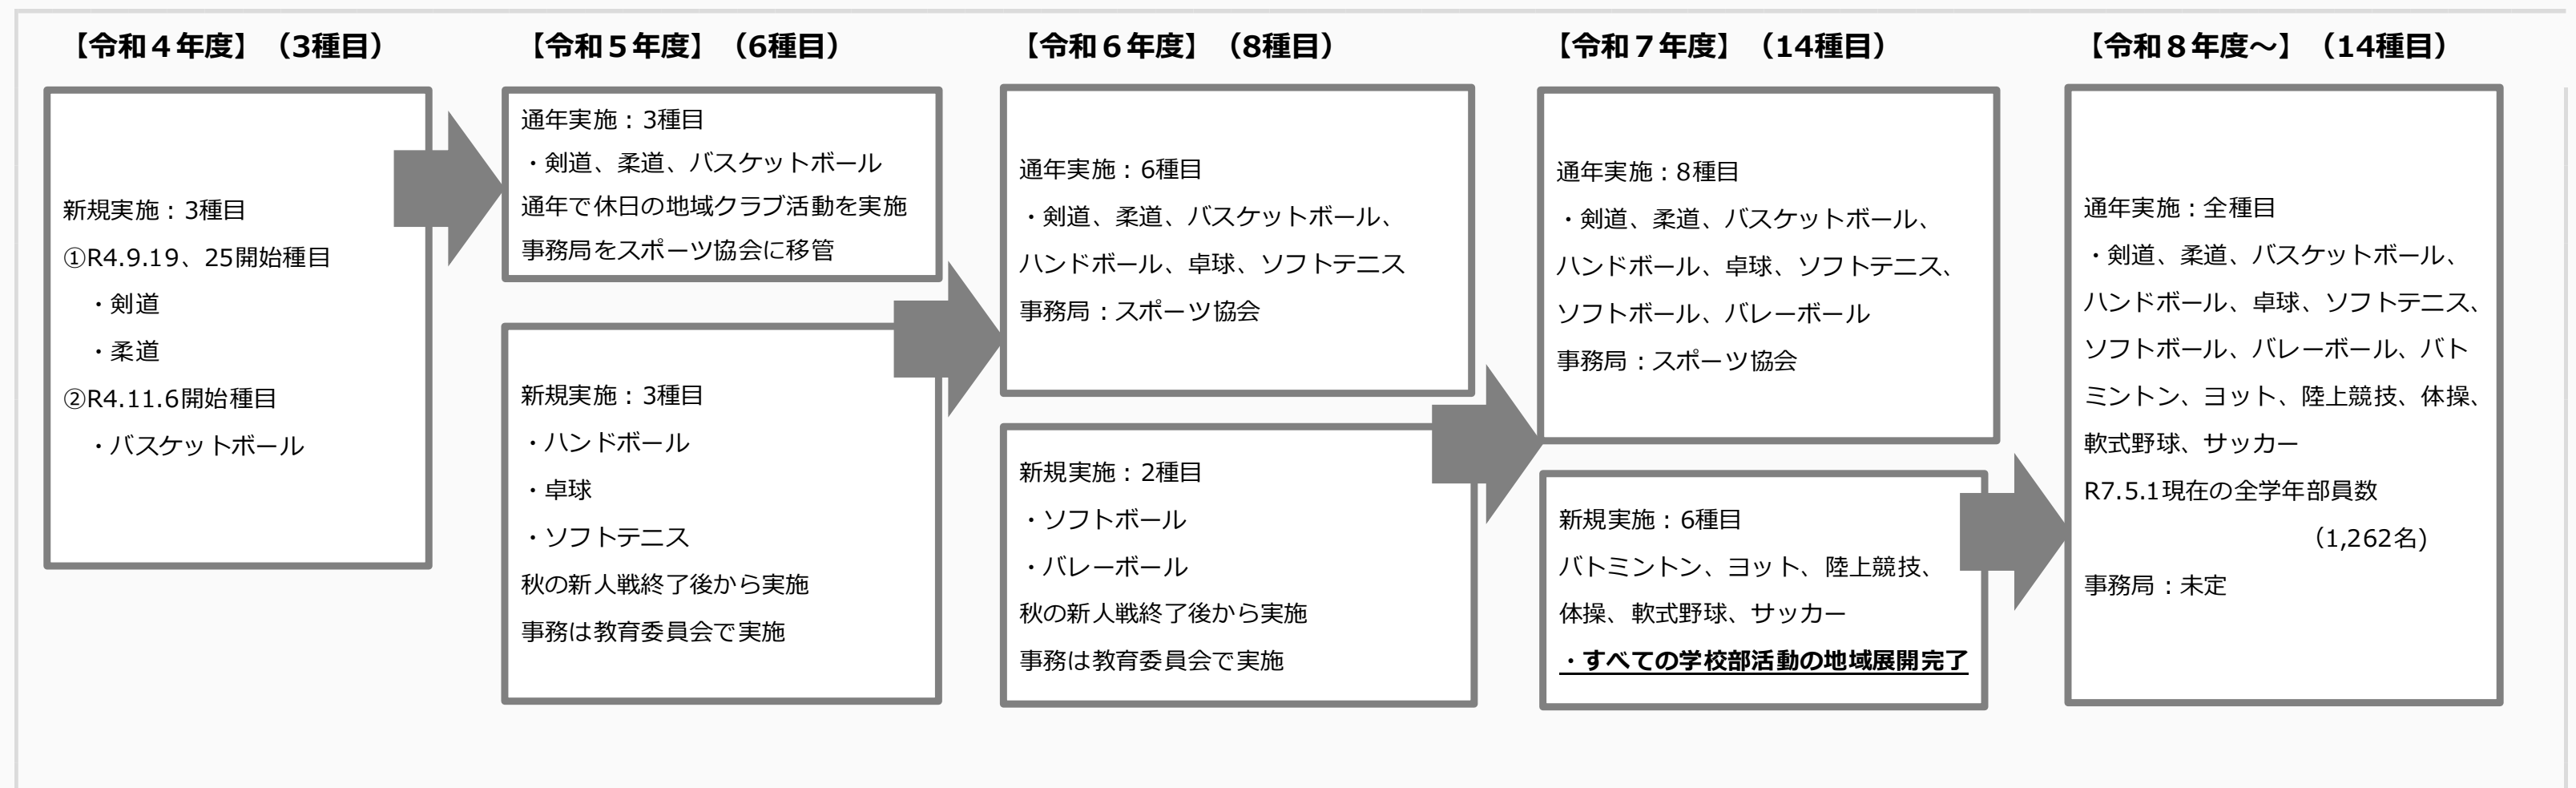 【令和４年度】（3種目）
新規実施：3種目
①R4.9.19、25開始種目
・剣道
・柔道
②R4.11.6開始種目
・バスケットボール
【令和５年度】（6種目）
通年実施：3種目
・剣道、柔道、バスケットボール
通年で休日の地域クラブ活動を実施
事務局をスポーツ協会に移管
新規実施：3種目
・ハンドボール
・卓球
・ソフトテニス
秋の新人戦終了後から実施
事務は教育委員会で実施
【令和６年度】（8種目）
通年実施：6種目
・剣道、柔道、バスケットボール、
ハンドボール、卓球、ソフトテニス
事務局：スポーツ協会
新規実施：2種目
・ソフトボール
・バレーボール
秋の新人戦終了後から実施
事務は教育委員会で実施
【令和７年度】（14種目）
通年実施：8種目
・剣道、柔道、バスケットボール、
ハンドボール、卓球、ソフトテニス、
ソフトボール、バレーボール
事務局：スポーツ協会
新規実施：6種目
バトミントン、ヨット、陸上競技、
体操、軟式野球、サッカー
・すべての学校部活動の地域展開完了
【令和８年度～】（14種目）
通年実施：全種目
・剣道、柔道、バスケットボール、
ハンドボール、卓球、ソフトテニス、
ソフトボール、バレーボール、バト
ミントン、ヨット、陸上競技、体操、
軟式野球、サッカー
R7.5.1現在の全学年部員数
（1,262名)
事務局：未定